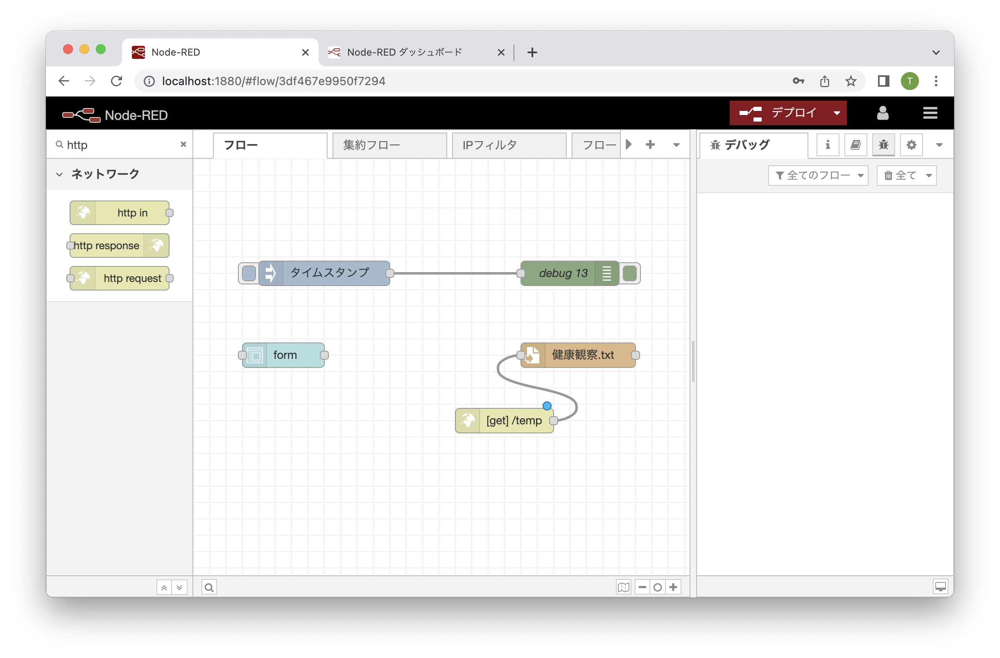 Node-RED
Node-RED ダッシュボード
localhost:1880/#flow/3df467e9950f7294
T
Node-RED
デプロイ
http
フロー
集約フロー
IPフィルタ
フロー
デバッグ
ネットワーク
全てのフロー
全て
http in
http response
http request
タイムスタンプ
debug 13
form
健康観察.txt
[get] /temp